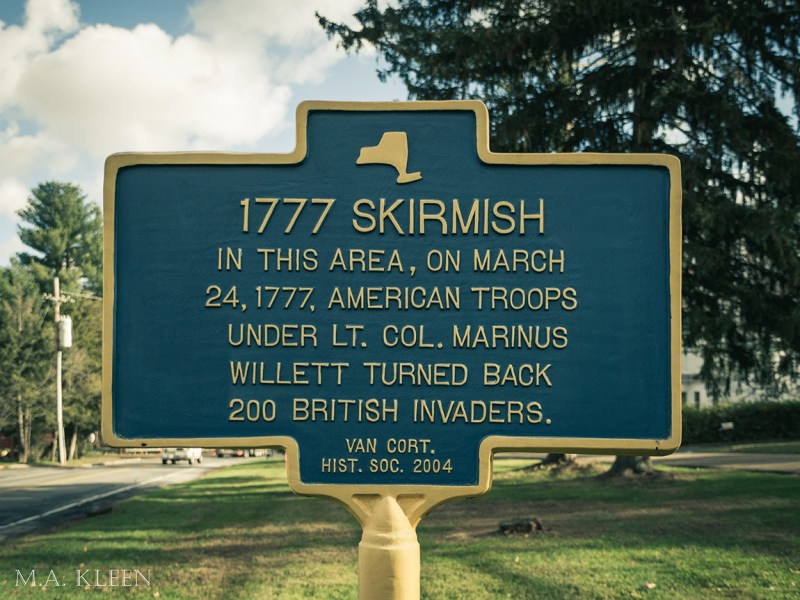 1777 SKIRMISH
IN THIS AREA, ON MARCH
24, 1777, AMERICAN TROOPS
UNDER LT. COL. MARINUS
WILLETT TURNED BACK
200 BRITISH INVADERS.
VAN CORT.
HIST. SOC. 2004
M.A. KLEEN